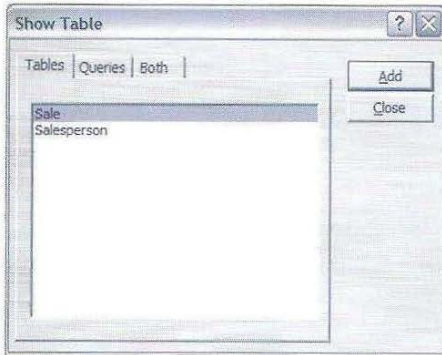 Show Table
Tables Queries Both
Add
Close
Sale
Salesperson